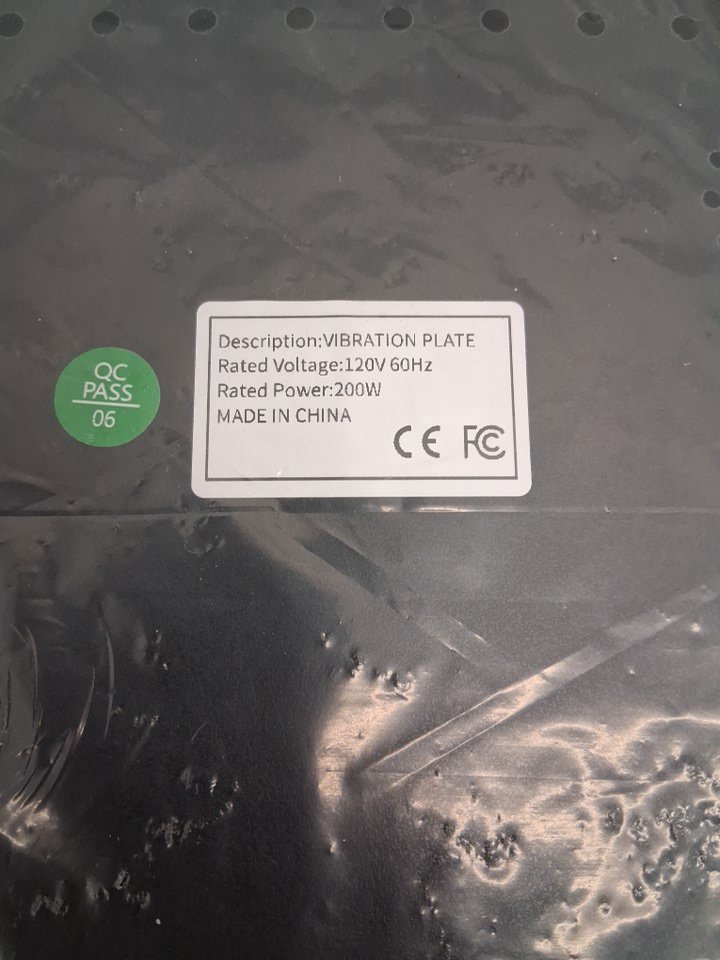 Description:VIBRATION PLATE
Rated Voltage:120V 60Hz
Rated Power:200W
MADE IN CHINA
CE FC
QC
PASS
06